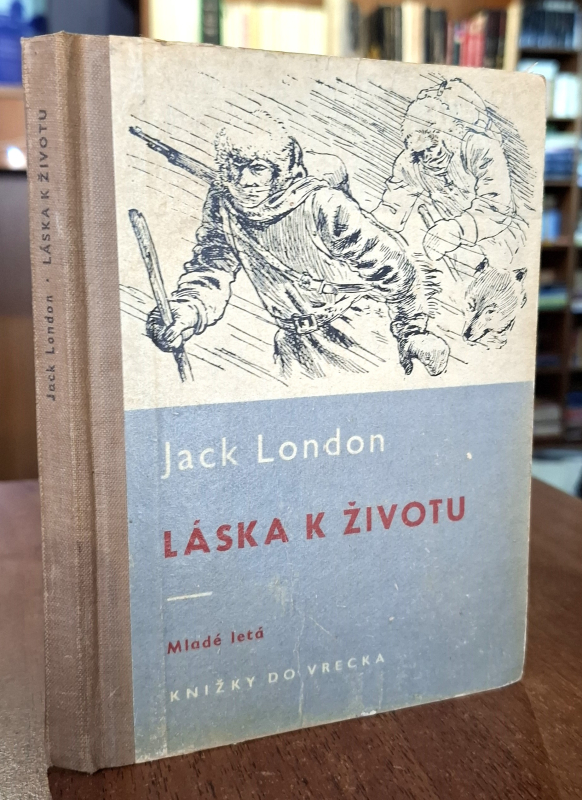 Jack London · LÁSKA K ŽIVOTU
Jack London
LÁSKA K ŽIVOTU
Mladé letá
KNIŽKY DO VRECKA